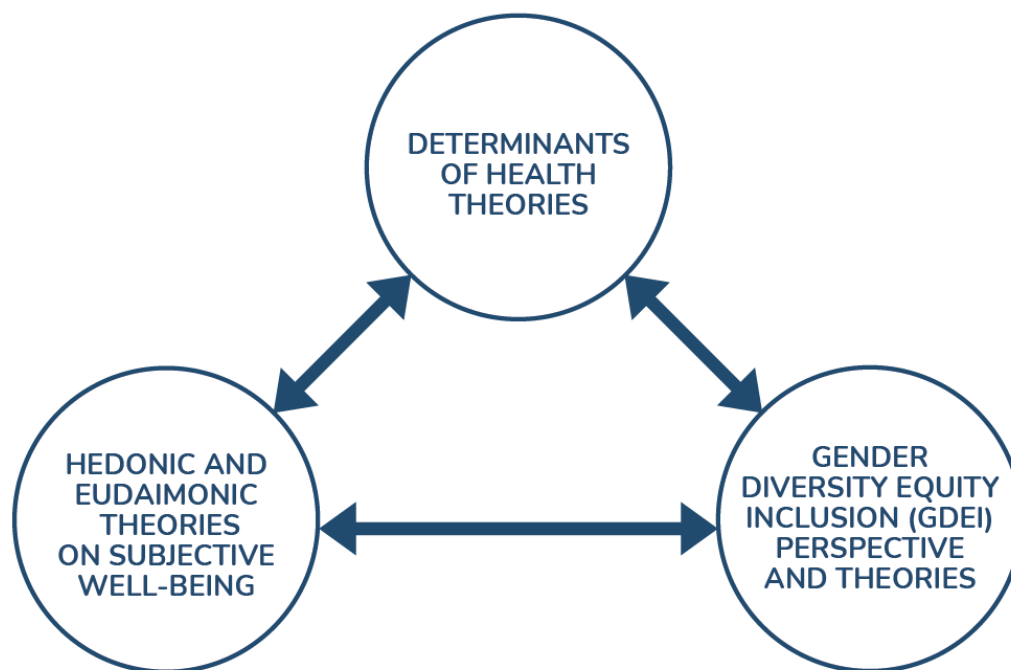 DETERMINANTS
OF HEALTH
THEORIES
HEDONIC AND
EUDAIMONIC
THEORIES
ON SUBJECTIVE
WELL-BEING
GENDER
DIVERSITY EQUITY
INCLUSION (GDEI)
PERSPECTIVE
AND THEORIES